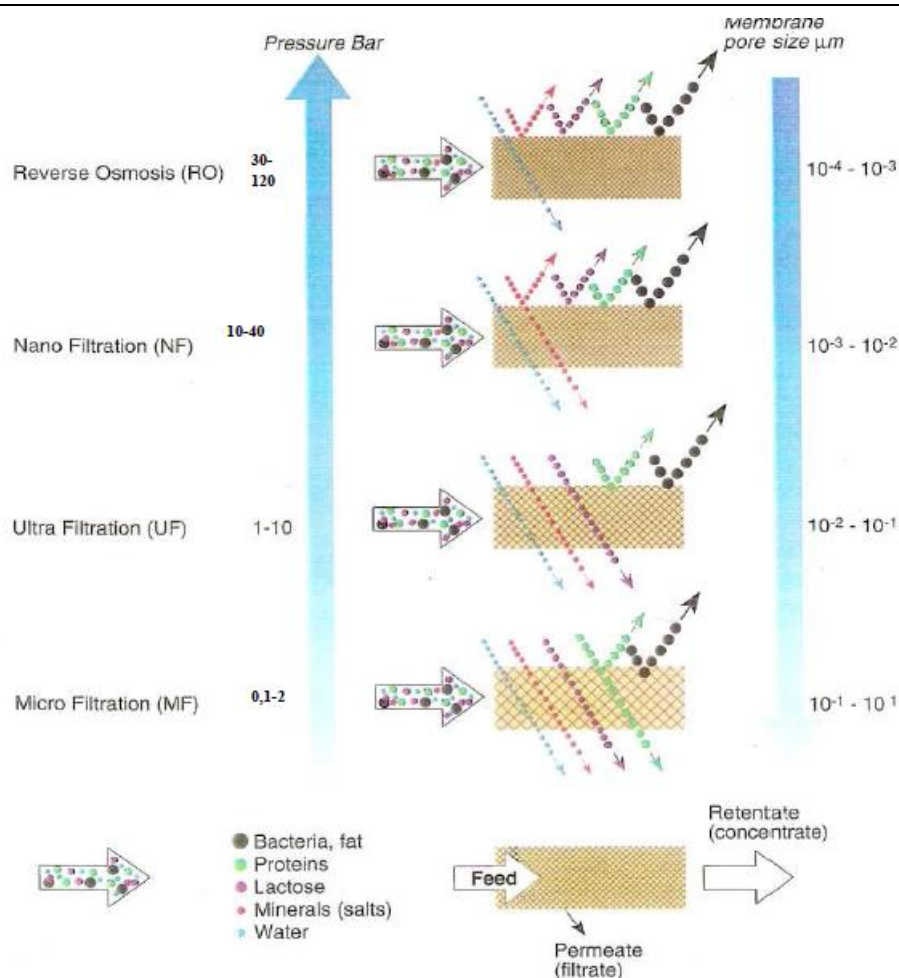 Pressure Bar
Membrane
pore size μm
Reverse Osmosis (RO)
30-
120
10⁻⁴ - 10⁻³
Nano Filtration (NF)
10-40
10⁻³ - 10⁻²
Ultra Filtration (UF)
1-10
10⁻² - 10⁻¹
Micro Filtration (MF)
0,1-2
10⁻¹ - 10¹
Bacteria, fat
Proteins
Lactose
Minerals (salts)
Water
Feed
Retentate
(concentrate)
Permeate
(filtrate)